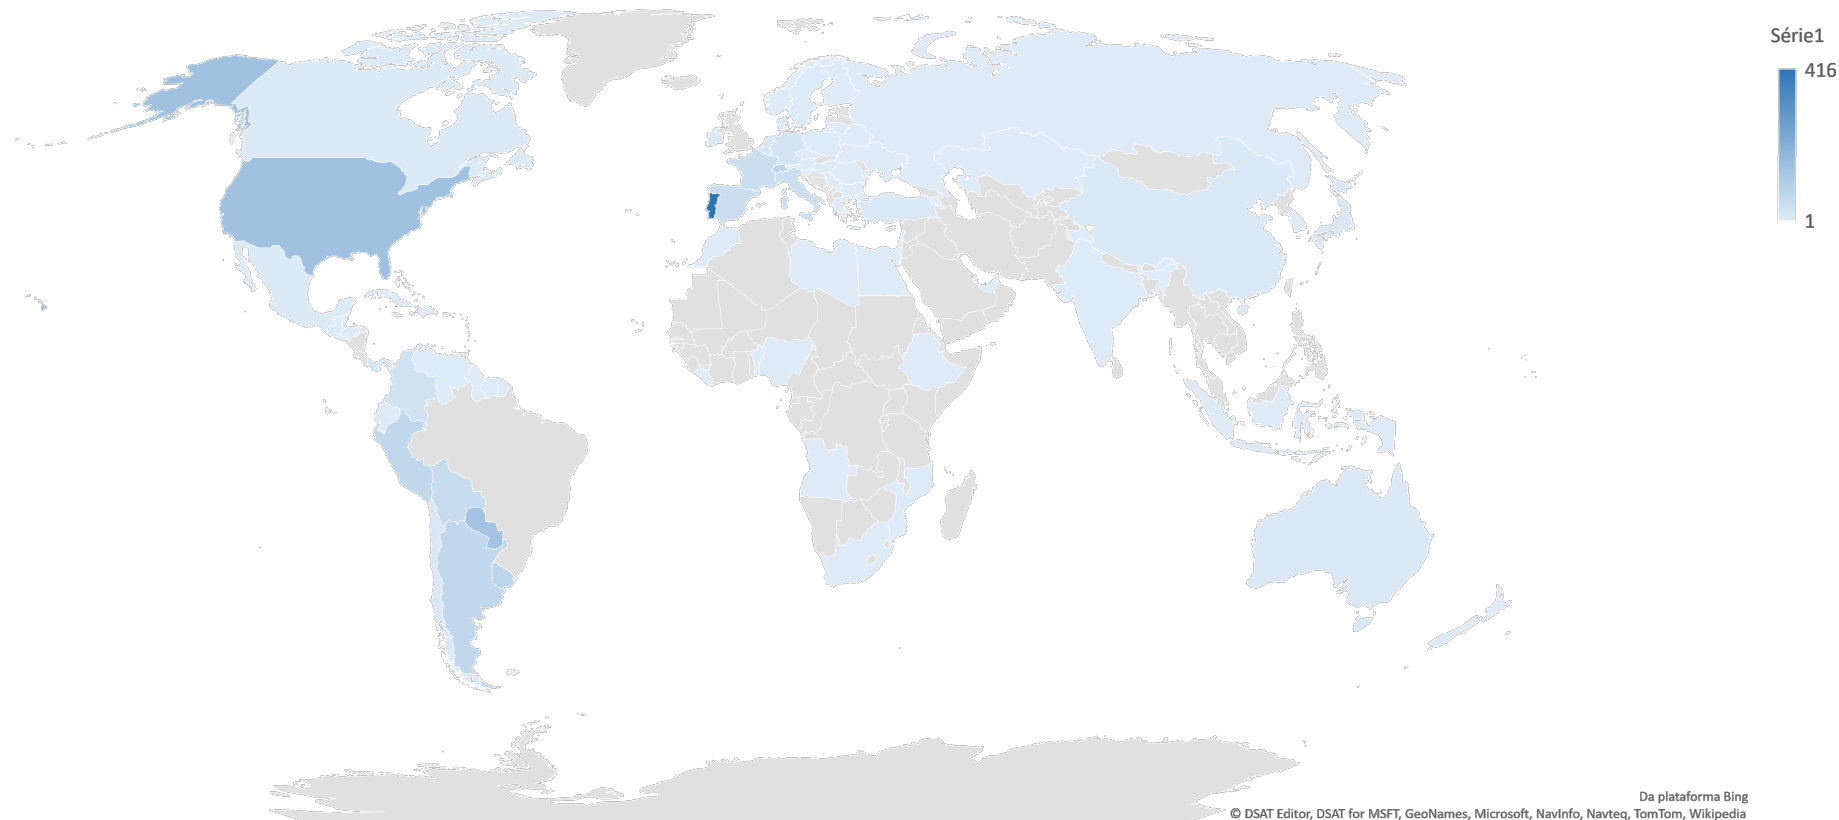 Série1
416
1
Da plataforma Bing
© DSAT Editor, DSAT for MSFT, GeoNames, Microsoft, NavInfo, Navteq, TomTom, Wikipedia